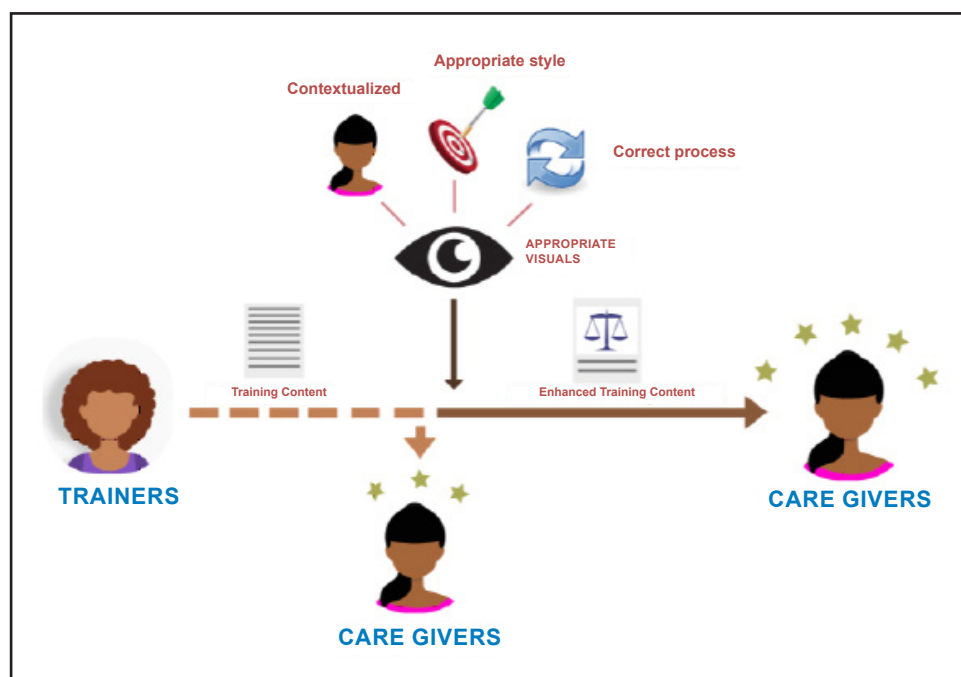 Appropriate style
Contextualized
Correct process
APPROPRIATE
VISUALS
Training Content
Enhanced Training Content
TRAINERS
CARE GIVERS
CARE GIVERS